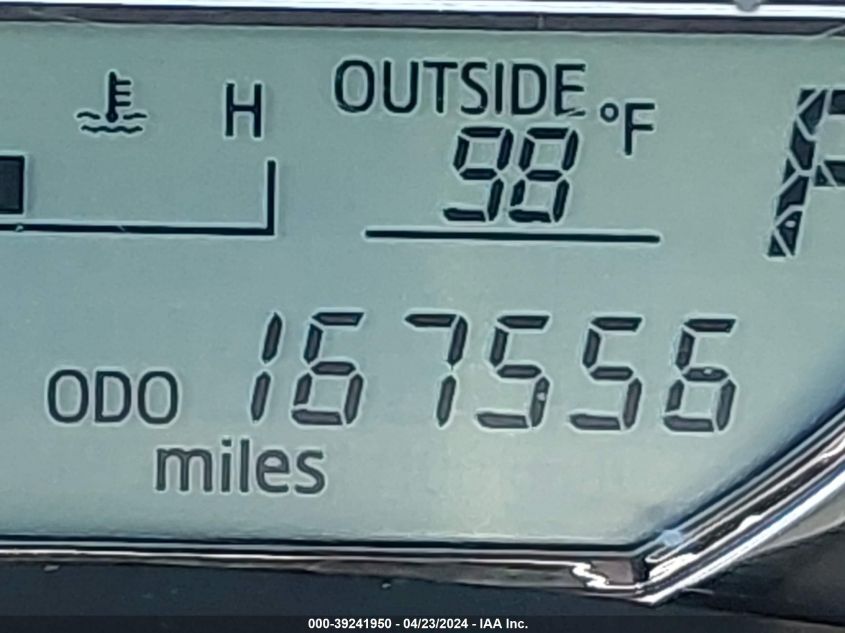 H
OUTSIDE
98 °F
ODO 167556
miles
000-39241950 - 04/23/2024 - IAA Inc.